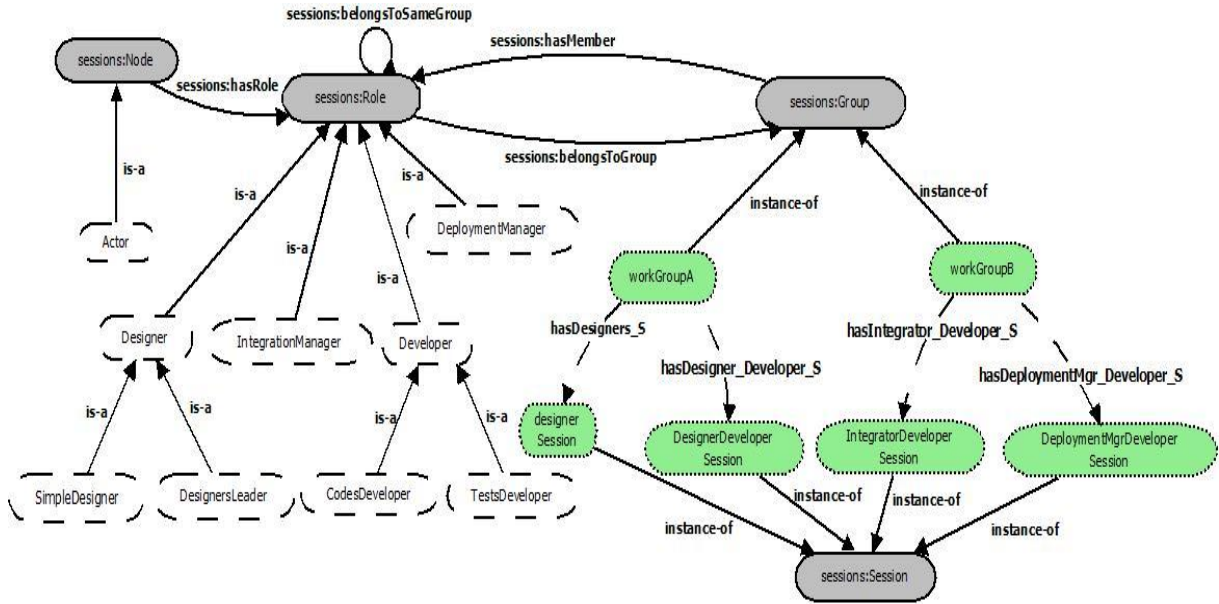 sessions:belongsToSameGroup
sessions:hasMember
sessions:Node
sessions:hasRole
sessions:Role
sessions:Group
sessions:belongsToGroup
is-a
is-a
is-a
instance-of
instance-of
DeploymentManager
Actor
is-a
is-a
workGroupA
workGroupB
hasDesigners_S
hasIntegrator_Developer_S
Designer
IntegrationManager
Developer
hasDesigner_Developer_S
hasDeploymentMgr_Developer_S
is-a
is-a
is-a
is-a
designer
Session
DesignerDeveloper
Session
IntegratorDeveloper
Session
DeploymentMgrDeveloper
Session
SimpleDesigner
DesignersLeader
CodesDeveloper
TestsDeveloper
instance-of
instance-of
instance-of
instance-of
sessions:Session